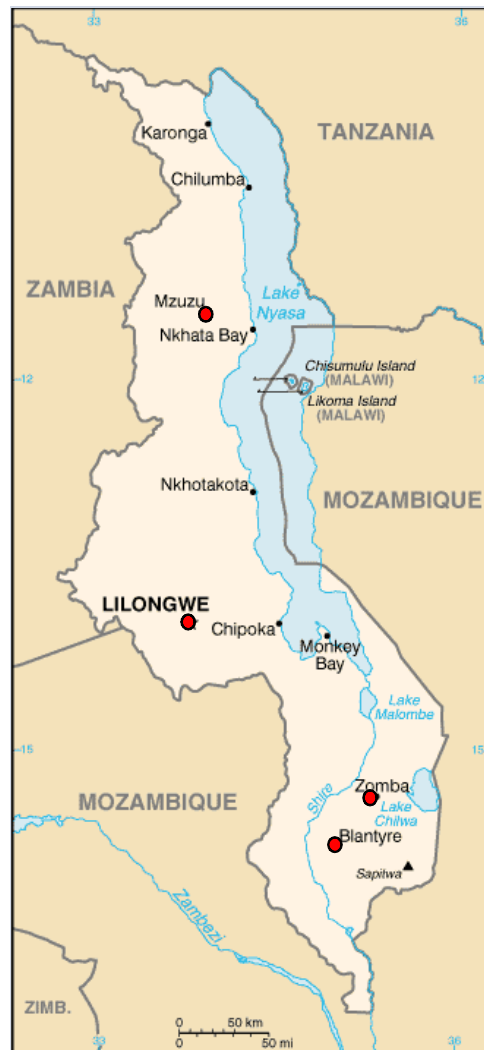 33
36
Karonga
TANZANIA
Chilumba
ZAMBIA
Mzuzu
Lake
Nyasa
Nkhata Bay
Chisumulu Island
(MALAWI)
12
12
Likoma Island
(MALAWI)
Nkhotakota
MOZAMBIQUE
LILONGWE
Chipoka
Monkey
Bay
Lake
Malombe
15
15
Shire
Zomba
MOZAMBIQUE
Lake
Chilwa
Blantyre
Sapitwa
Zambezi
ZIMB.
0 50 km
0 50 mi
33
36